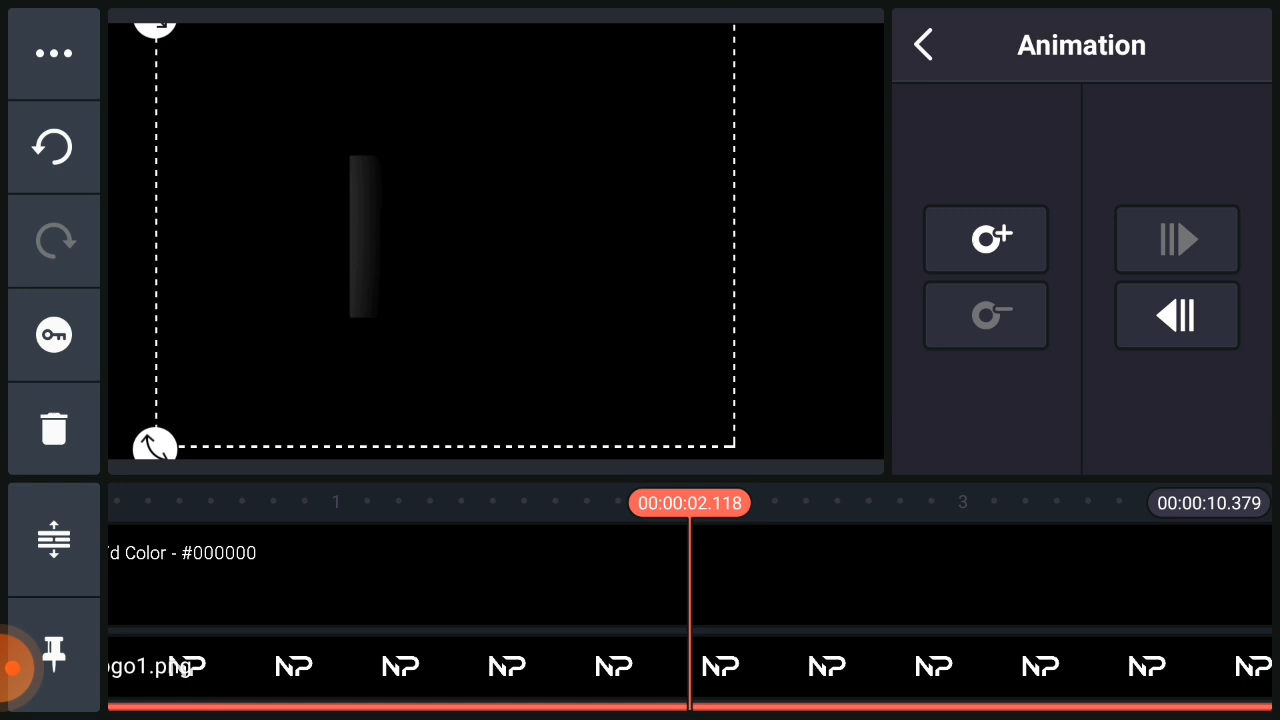 Animation
1
00:00:02.118
3
00:00:10.379
d Color - #000000
ogo1.png
NP NP NP NP NP NP NP NP NP NP NP